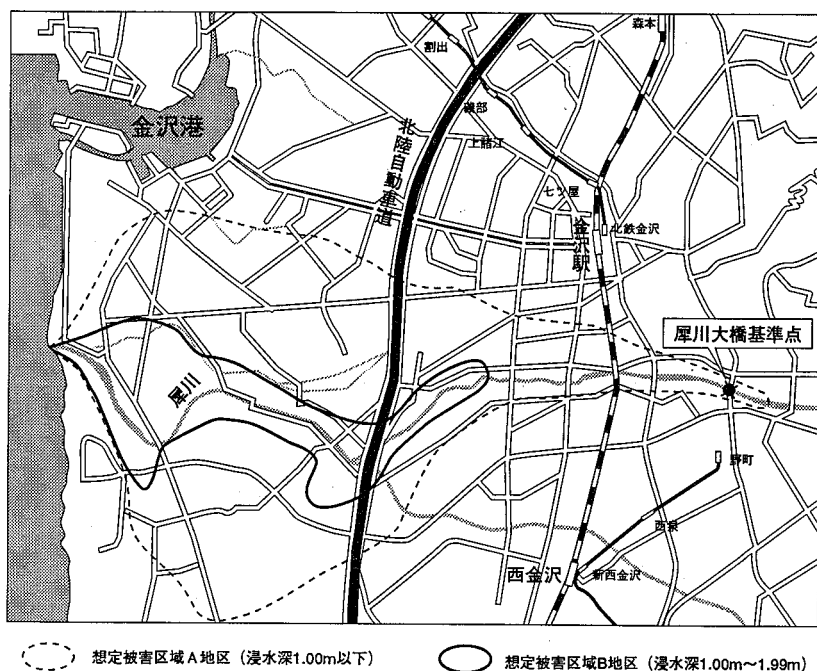 森本
割出
金沢港
磯部
北陸自動車道
上諸江
七ツ屋
金沢駅
北鉄金沢
犀川大橋基準点
犀川
野町
西泉
西金沢
新西金沢
想定被害区域A地区（浸水深1.00m以下）
想定被害区域B地区（浸水深1.00m〜1.99m）